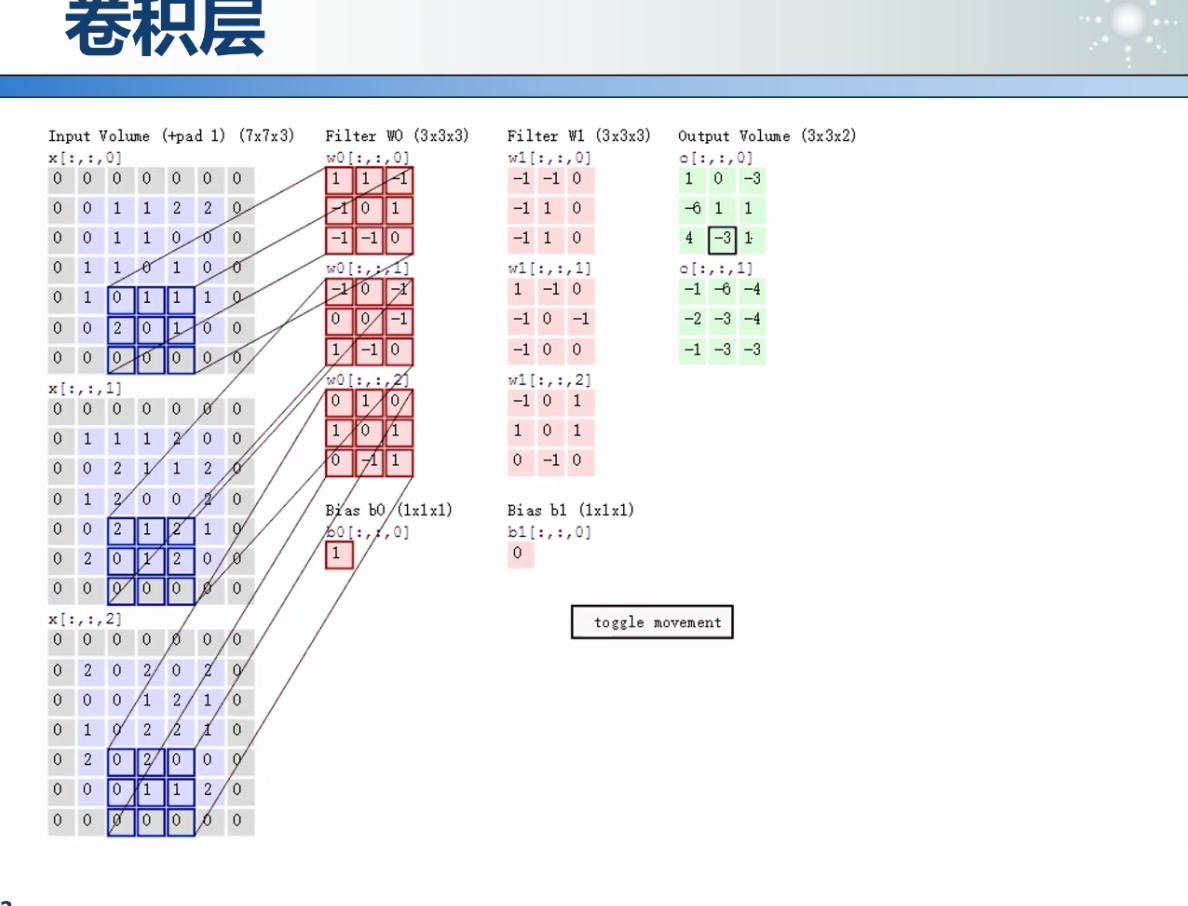 卷积层
Input Volume (+pad 1) (7x7x3)
x[:,:,0]
0 0 0 0 0 0 0
0 0 1 1 2 2 0
0 0 1 1 0 0 0
0 1 1 0 1 0 0
0 1 0 1 1 1 0
0 0 2 0 1 0 0
0 0 0 0 0 0 0
x[:,:,1]
0 0 0 0 0 0 0
0 1 1 1 2 0 0
0 0 2 1 1 2 0
0 1 2 0 0 2 0
0 0 2 1 2 1 0
0 2 0 1 2 0 0
0 0 0 0 0 0 0
x[:,:,2]
0 0 0 0 0 0 0
0 2 0 2 0 2 0
0 0 0 1 2 1 0
0 1 0 2 2 1 0
0 2 0 2 0 0 0
0 0 0 1 1 2 0
0 0 0 0 0 0 0
Filter W0 (3x3x3)
w0[:,:,0]
1 1 -1
-1 0 1
-1 -1 0
w0[:,:,1]
-1 0 -1
0 0 -1
1 -1 0
w0[:,:,2]
0 1 0
1 0 1
0 -1 1
Bias b0 (1x1x1)
b0[:,:,0]
1
Filter W1 (3x3x3)
w1[:,:,0]
-1 -1 0
-1 1 0
-1 1 0
w1[:,:,1]
1 -1 0
-1 0 -1
-1 0 0
w1[:,:,2]
-1 0 1
1 0 1
0 -1 0
Bias b1 (1x1x1)
b1[:,:,0]
0
Output Volume (3x3x2)
o[:,:,0]
1 0 -3
-6 1 1
4 -3 1
o[:,:,1]
-1 -6 -4
-2 -3 -4
-1 -3 -3
toggle movement